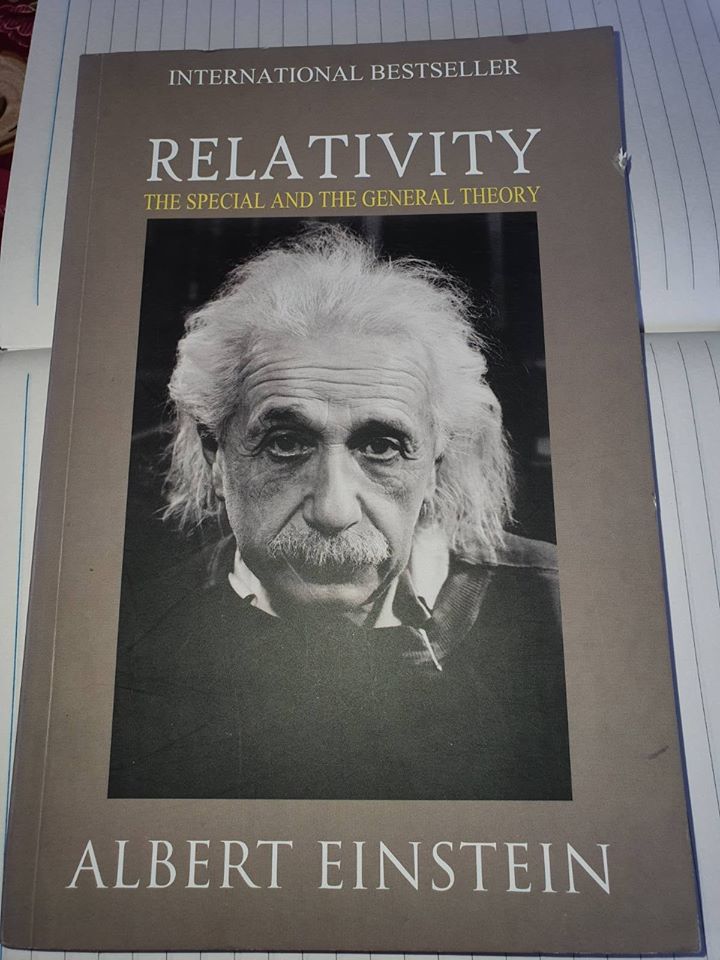 INTERNATIONAL BESTSELLER
RELATIVITY
THE SPECIAL AND THE GENERAL THEORY
ALBERT EINSTEIN